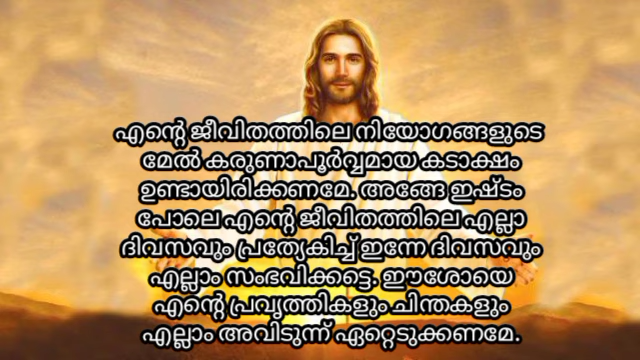 എന്റെ ജീവിതത്തിലെ നിയോഗങ്ങളുടെ
മേൽ കരുണാപൂർവ്വമായ കടാക്ഷം
ഉണ്ടായിരിക്കണമേ. അങ്ങേ ഇഷ്ടം
പോലെ എന്റെ ജീവിതത്തിലെ എല്ലാ
ദിവസവും പ്രത്യേകിച്ച് ഇന്നേ ദിവസവും
എല്ലാം സംഭവിക്കട്ടെ. ഈശോയെ
എന്റെ പ്രവൃത്തികളും ചിന്തകളും
എല്ലാം അവിടുന്ന് ഏറ്റെടുക്കണമേ.